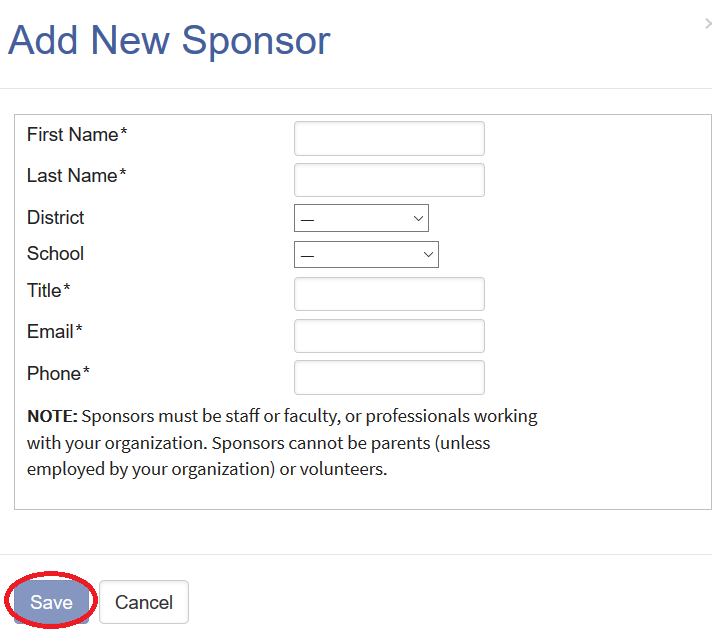 Add New Sponsor
×
First Name*
Last Name*
District
—
School
—
Title*
Email*
Phone*
NOTE: Sponsors must be staff or faculty, or professionals working
with your organization. Sponsors cannot be parents (unless
employed by your organization) or volunteers.
Save Cancel